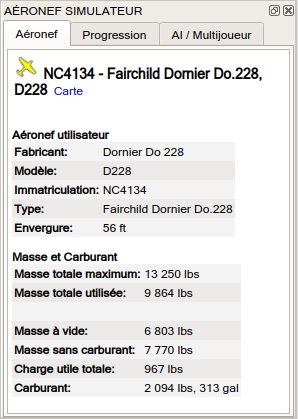 AÉRONEF SIMULATEUR
Aéronef Progression AI / Multijoueur
NC4134 - Fairchild Dornier Do.228,
D228 Carte
Aéronef utilisateur
Fabricant: Dornier Do 228
Modèle: D228
Immatriculation: NC4134
Type: Fairchild Dornier Do.228
Envergure: 56 ft
Masse et Carburant
Masse totale maximum: 13 250 lbs
Masse totale utilisée: 9 864 lbs
Masse à vide: 6 803 lbs
Masse sans carburant: 7 770 lbs
Charge utile totale: 967 lbs
Carburant: 2 094 lbs, 313 gal